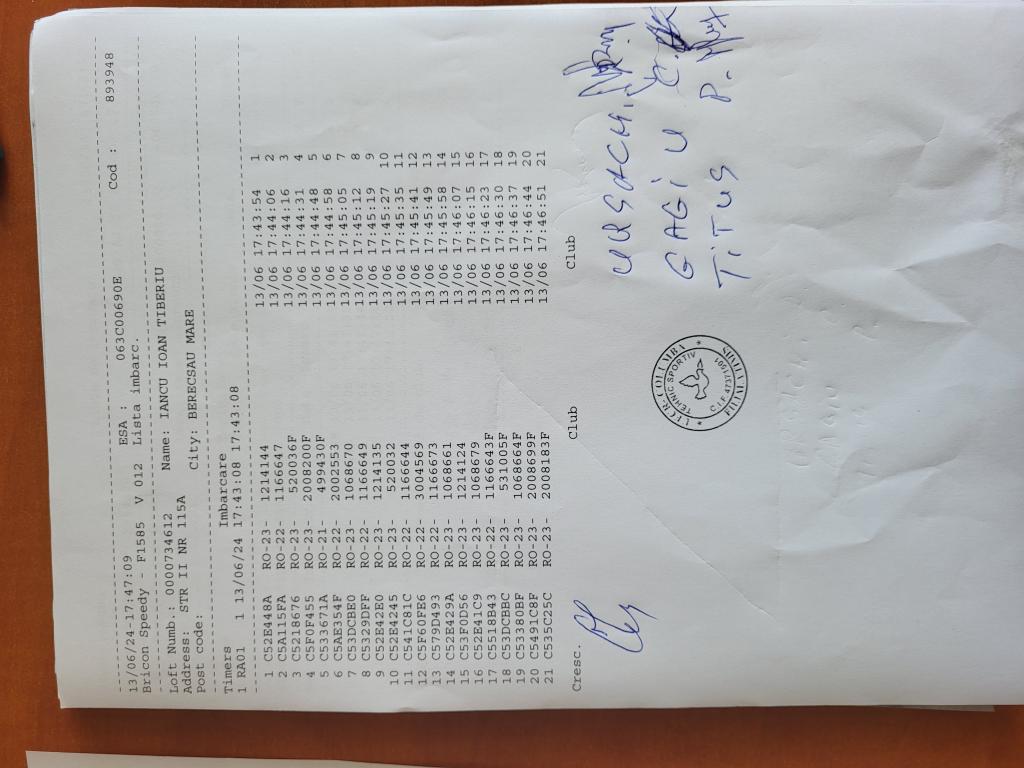 13/06/24-17:47:09 ESA : 063C00690E Cod : 893948
Bricon Speedy - F1585 V 012 Lista imbarc.
Loft Numb.: 0000734612 Name: IANCU IOAN TIBERIU
Address: STR II NR 115A City: BERECSAU MARE
Post code:
Timers Imbarcare
1 RA01 1 13/06/24 17:43:08 17:43:08
1 C52E448A RO-23- 1214144 13/06 17:43:54 1
2 C5A115FA RO-22- 1166647 13/06 17:44:06 2
3 C5218676 RO-23- 520036F 13/06 17:44:16 3
4 C5F0F455 RO-23- 2008200F 13/06 17:44:31 4
5 C533671A RO-21- 499430F 13/06 17:44:48 5
6 C5AE354F RO-22- 2002553 13/06 17:44:58 6
7 C53DCBE0 RO-23- 1068670 13/06 17:45:05 7
8 C5329DFF RO-22- 1166649 13/06 17:45:12 8
9 C52E42E0 RO-23- 1214135 13/06 17:45:19 9
10 C52E4245 RO-23- 520032 13/06 17:45:27 10
11 C541C81C RO-22- 1166644 13/06 17:45:35 11
12 C5F60FE6 RO-22- 3004569 13/06 17:45:41 12
13 C579D493 RO-22- 1166673 13/06 17:45:49 13
14 C52E429A RO-23- 1068661 13/06 17:45:58 14
15 C53F0D56 RO-23- 1214124 13/06 17:46:07 15
16 C52E41C9 RO-23- 1068679 13/06 17:46:15 16
17 C5518B43 RO-22- 1166643F 13/06 17:46:23 17
18 C53DCBBC RO-23- 531005F 13/06 17:46:30 18
19 C53380BF RO-23- 1068664F 13/06 17:46:37 19
20 C5491C8F RO-23- 2008699F 13/06 17:46:44 20
21 C535C25C RO-23- 2008183F 13/06 17:46:51 21
Cresc. Club Club
URSACHI
GAGIU C.
TITUS P.
U.F.C.R.-COLUMBA
TEHNIC SPORTIV
FILIALA